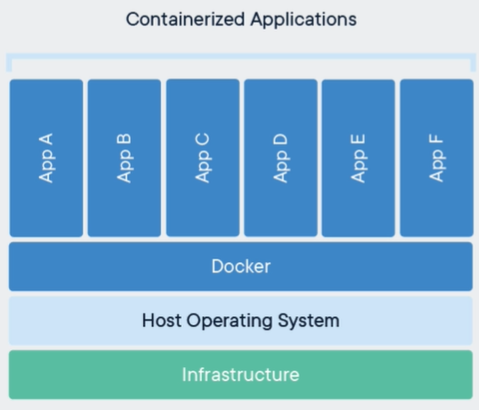 Containerized Applications
App A
App B
App C
App D
App E
App F
Docker
Host Operating System
Infrastructure